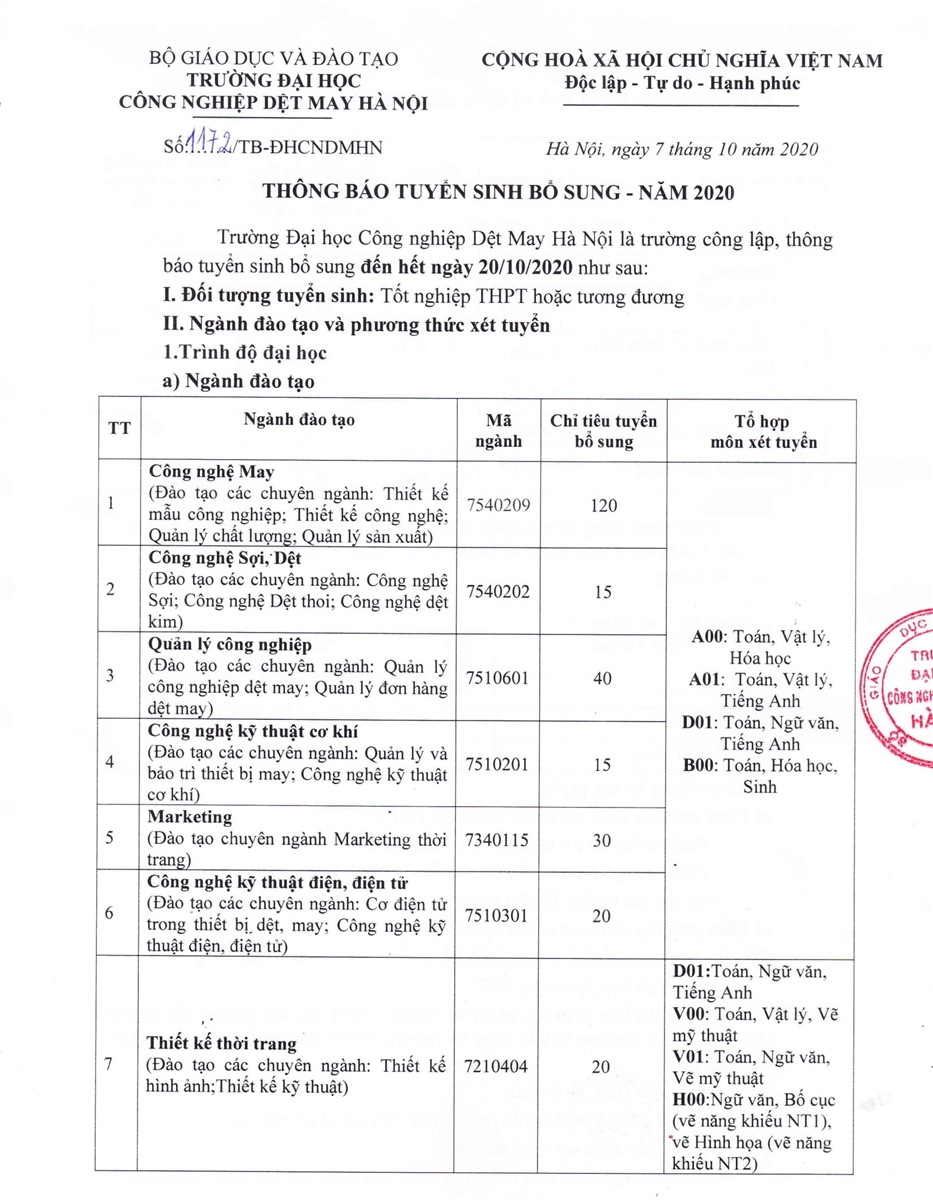 BỘ GIÁO DỤC VÀ ĐÀO TẠO
TRƯỜNG ĐẠI HỌC
CÔNG NGHIỆP DỆT MAY HÀ NỘI
CỘNG HOÀ XÃ HỘI CHỦ NGHĨA VIỆT NAM
Độc lập - Tự do - Hạnh phúc
Số:1172/TB-ĐHCNDMHN
Hà Nội, ngày 7 tháng 10 năm 2020
THÔNG BÁO TUYỂN SINH BỔ SUNG - NĂM 2020
Trường Đại học Công nghiệp Dệt May Hà Nội là trường công lập, thông
báo tuyển sinh bổ sung đến hết ngày 20/10/2020 như sau:
I. Đối tượng tuyển sinh: Tốt nghiệp THPT hoặc tương đương
II. Ngành đào tạo và phương thức xét tuyển
1.Trình độ đại học
a) Ngành đào tạo
TT
Ngành đào tạo
Mã
ngành
Chỉ tiêu tuyển
bổ sung
Tổ hợp
môn xét tuyển
1
Công nghệ May
(Đào tạo các chuyên ngành: Thiết kế
mẫu công nghiệp; Thiết kế công nghệ;
Quản lý chất lượng; Quản lý sản xuất)
7540209
120
2
Công nghệ Sợi, Dệt
(Đào tạo các chuyên ngành: Công nghệ
Sợi; Công nghệ Dệt thoi; Công nghệ dệt
kim)
7540202
15
3
Quản lý công nghiệp
(Đào tạo các chuyên ngành: Quản lý
công nghiệp dệt may; Quản lý đơn hàng
dệt may)
7510601
40
4
Công nghệ kỹ thuật cơ khí
(Đào tạo các chuyên ngành: Quản lý và
bảo trì thiết bị may; Công nghệ kỹ thuật
cơ khí)
7510201
15
5
Marketing
(Đào tạo chuyên ngành Marketing thời
trang)
7340115
30
6
Công nghệ kỹ thuật điện, điện tử
(Đào tạo các chuyên ngành: Cơ điện tử
trong thiết bị dệt, may; Công nghệ kỹ
thuật điện, điện tử)
7510301
20
A00: Toán, Vật lý,
Hóa học
A01: Toán, Vật lý,
Tiếng Anh
D01: Toán, Ngữ văn,
Tiếng Anh
B00: Toán, Hóa học,
Sinh
7
Thiết kế thời trang
(Đào tạo các chuyên ngành: Thiết kế
hình ảnh;Thiết kế kỹ thuật)
7210404
20
D01:Toán, Ngữ văn,
Tiếng Anh
V00: Toán, Vật lý, Vẽ
mỹ thuật
V01: Toán, Ngữ văn,
Vẽ mỹ thuật
H00:Ngữ văn, Bố cục
(vẽ năng khiếu NT1),
vẽ Hình họa (vẽ năng
khiếu NT2)
GIÁO DỤC